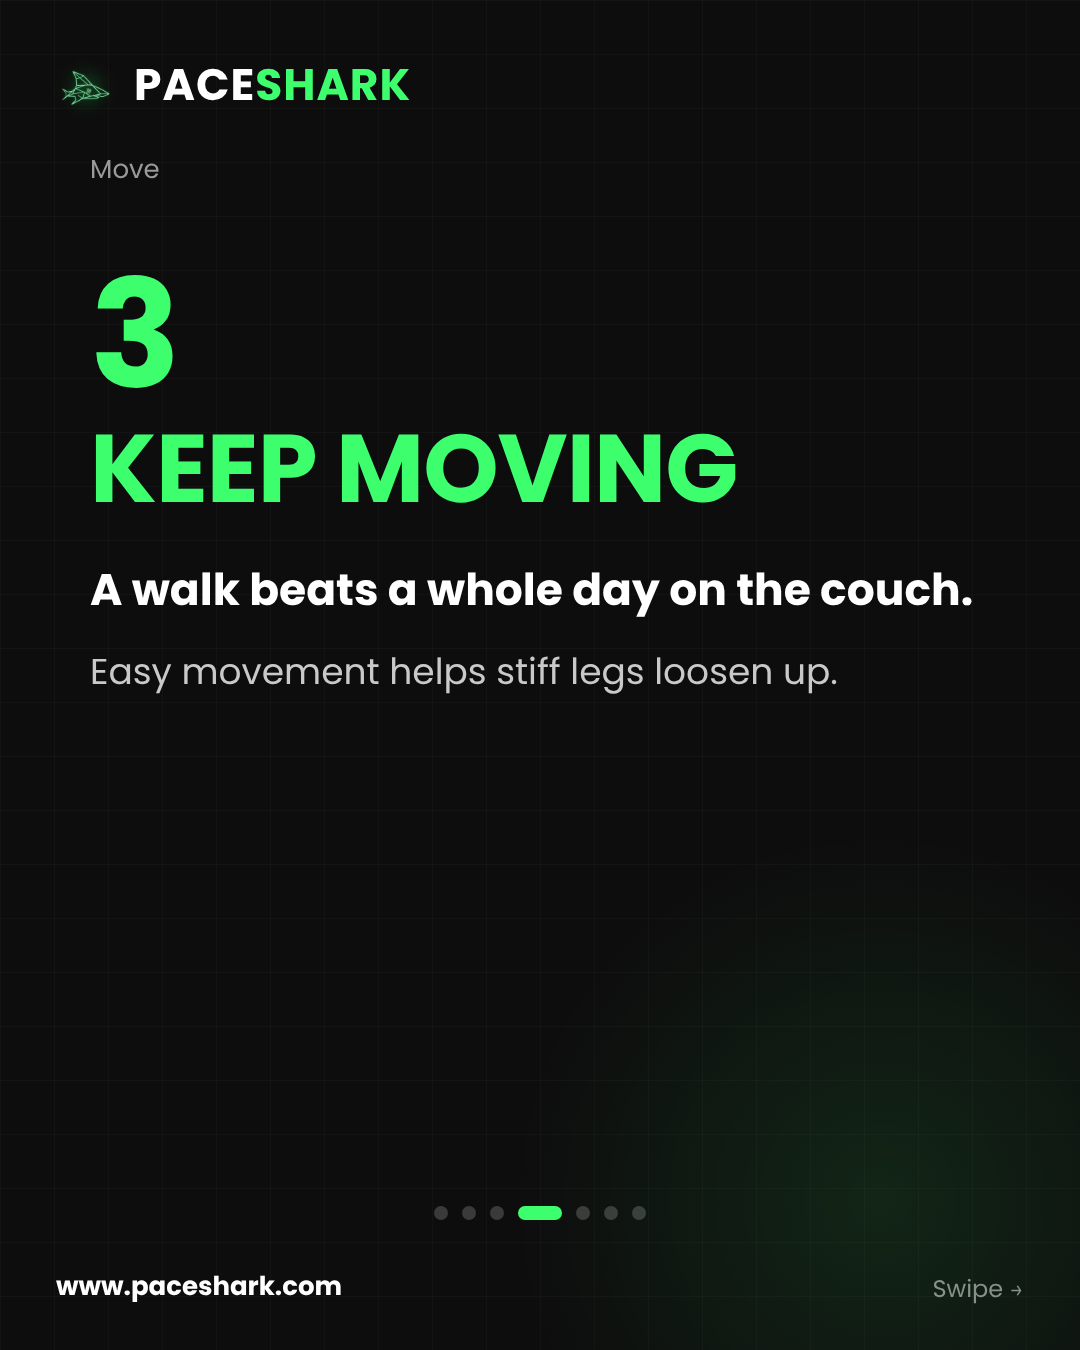 PACESHARK
Move
3
KEEP MOVING
A walk beats a whole day on the couch.
Easy movement helps stiff legs loosen up.
www.paceshark.com
Swipe →